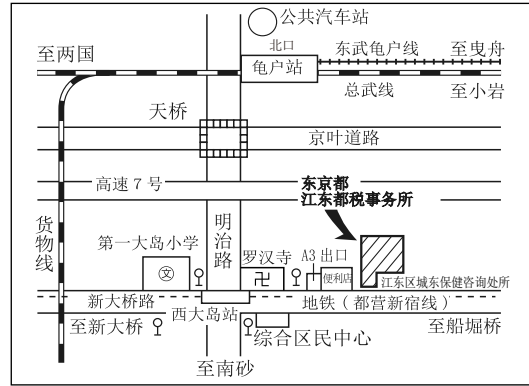 公共汽车站
北口
东武龟户线
至曳舟
至两国
龟户站
总武线
至小岩
天桥
京叶道路
高速7号
东京都
江东都税事务所
货物线
明治路
第一大岛小学
文
罗汉寺
卍
A3 出口
便利店
江东区城东保健咨询处所
新大桥路
西大岛站
地铁（都营新宿线）
至新大桥
综合区民中心
至船堀桥
至南砂